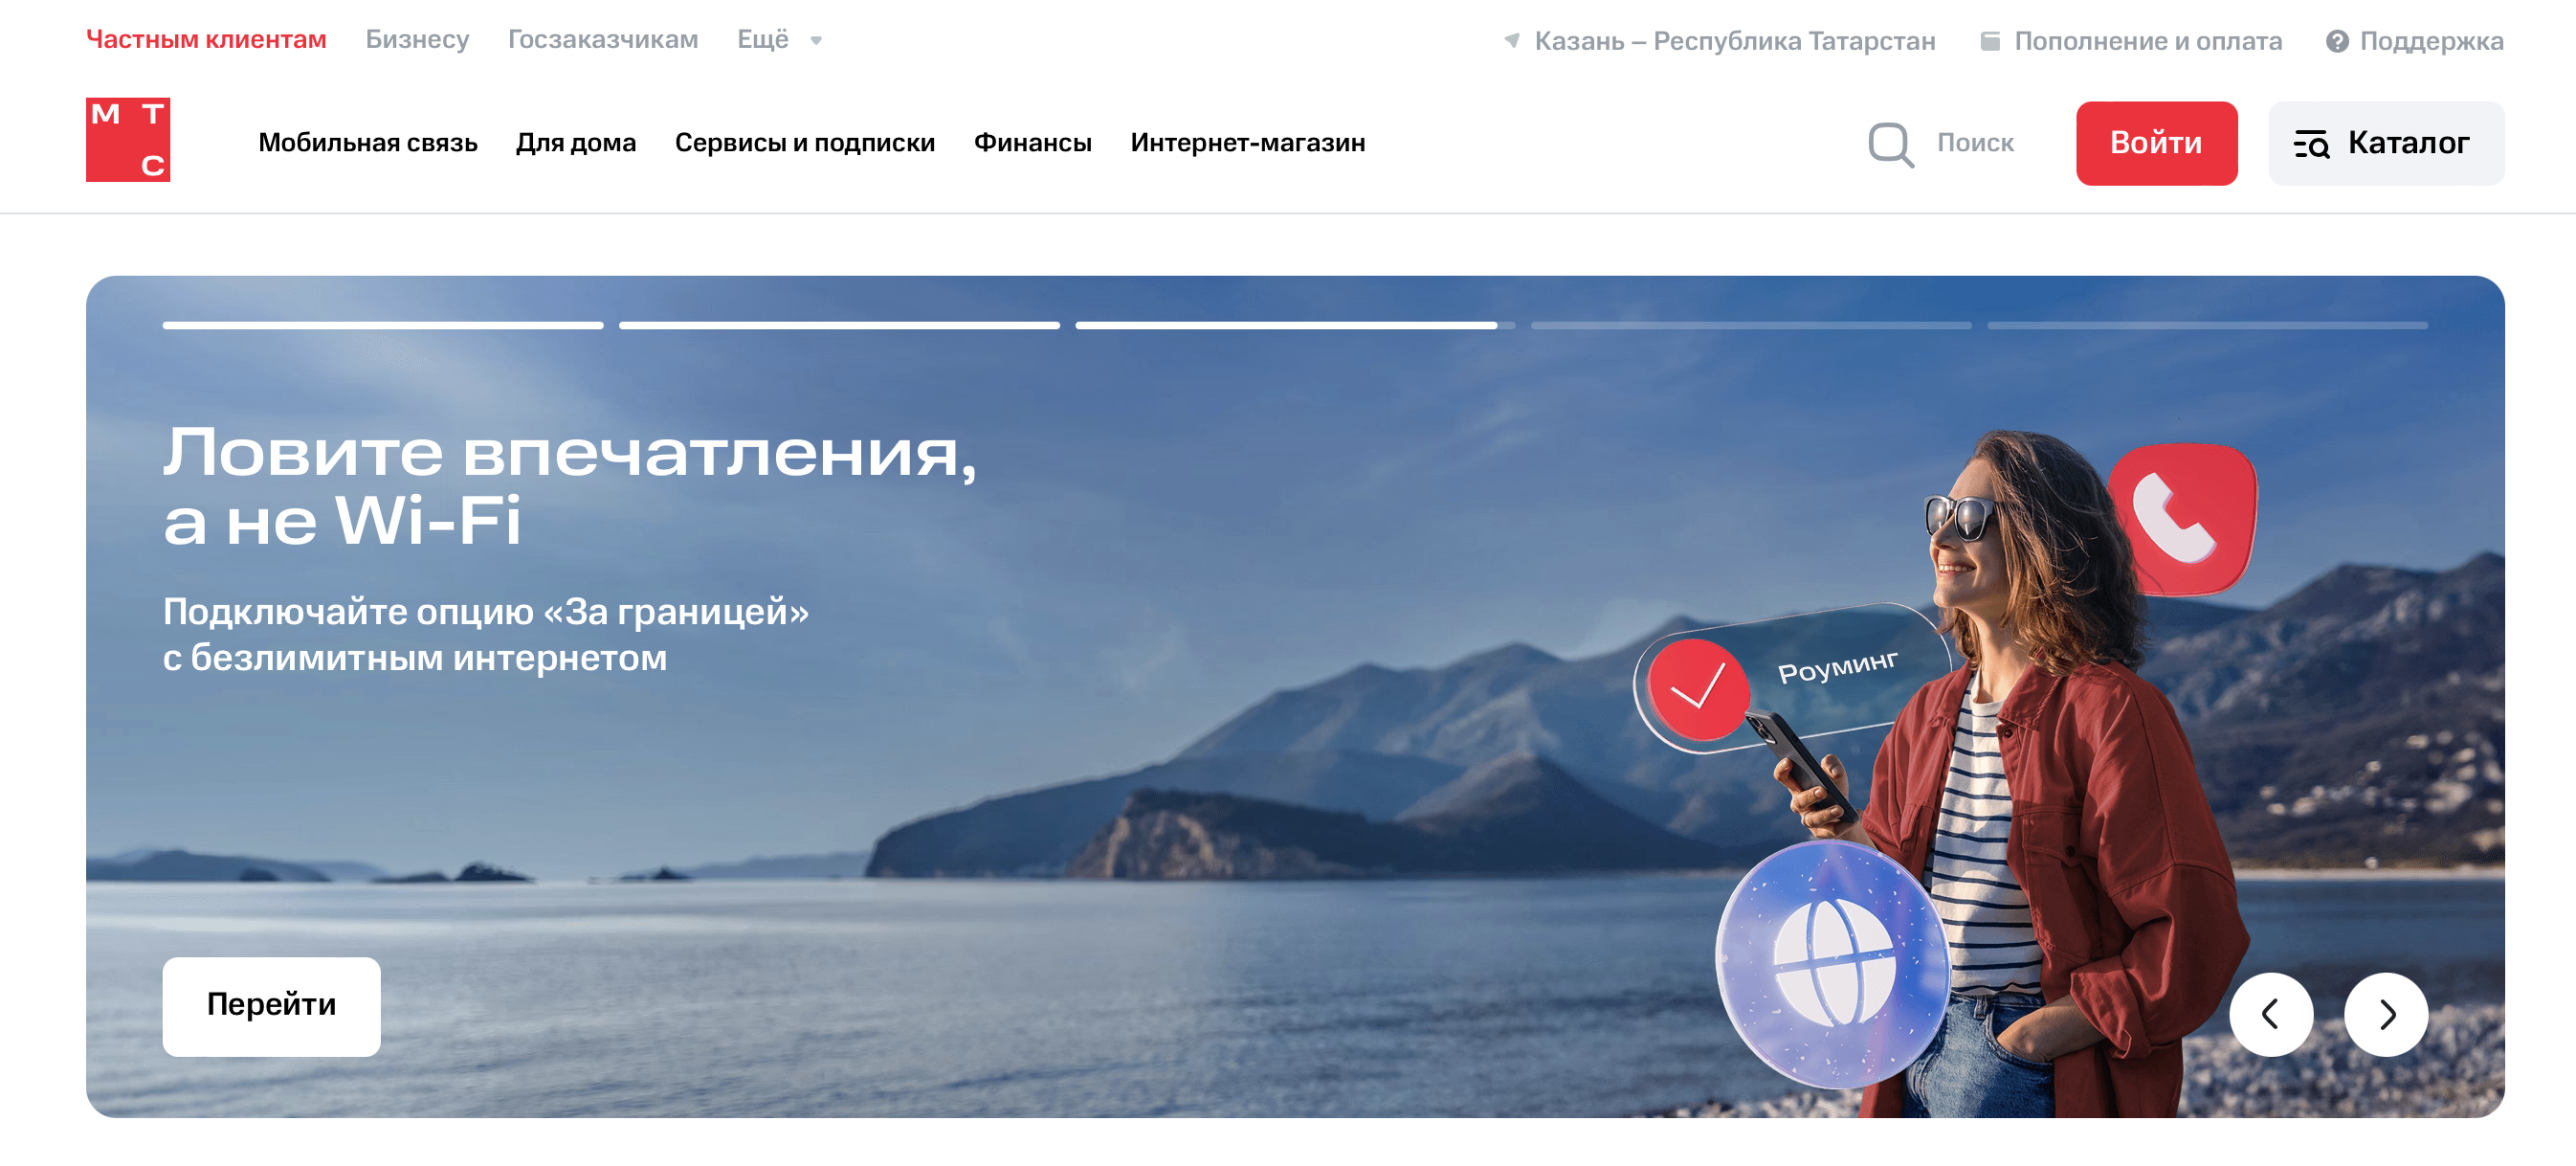 Частным клиентам Бизнесу Госзаказчикам Ещё Казань – Республика Татарстан Пополнение и оплата Поддержка
М Т
С
Мобильная связь Для дома Сервисы и подписки Финансы Интернет-магазин Поиск Войти Каталог
Ловите впечатления,
а не Wi-Fi
Подключайте опцию «За границей»
с безлимитным интернетом
Роуминг
Перейти